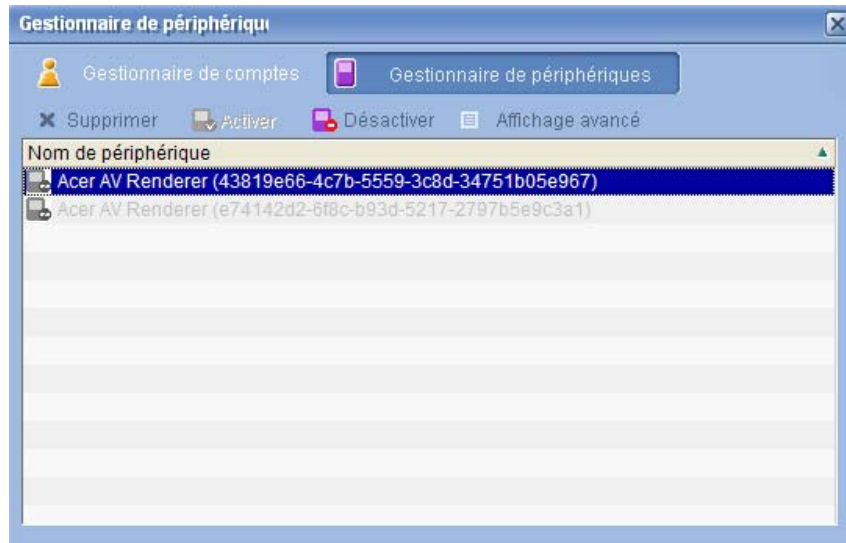 Gestionnaire de périphériqu
Gestionnaire de comptes Gestionnaire de périphériques
Supprimer Activer Désactiver Affichage avancé
Nom de périphérique
Acer AV Renderer (43819e66-4c7b-5559-3c8d-34751b05e967)
Acer AV Renderer (e74142d2-6f8c-b93d-5217-2797b5e9c3a1)